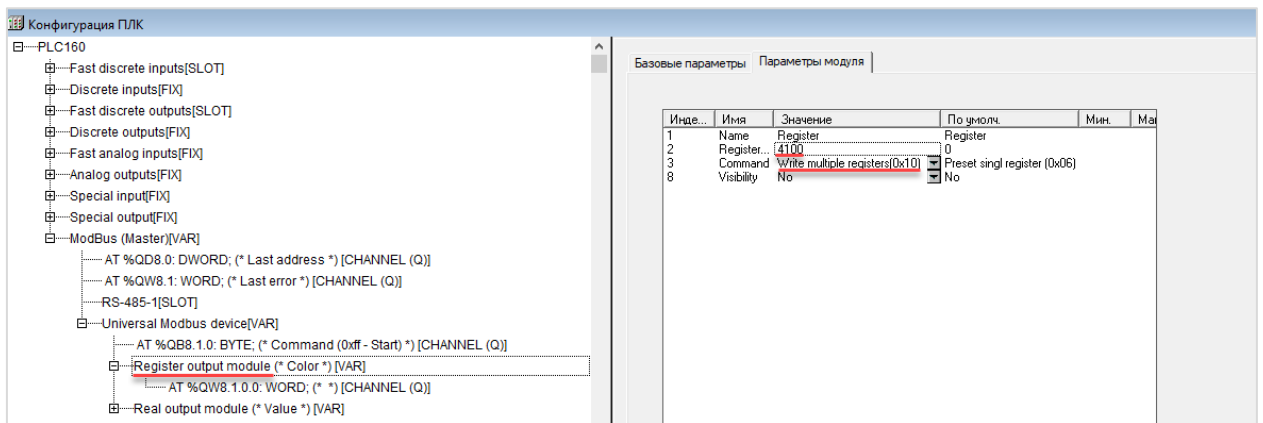 Конфигурация ПЛК
PLC160
Fast discrete inputs[SLOT]
Discrete inputs[FIX]
Fast discrete outputs[SLOT]
Discrete outputs[FIX]
Fast analog inputs[FIX]
Analog outputs[FIX]
Special input[FIX]
Special output[FIX]
ModBus (Master)[VAR]
AT %QD8.0: DWORD; (* Last address *) [CHANNEL (Q)]
AT %QW8.1: WORD; (* Last error *) [CHANNEL (Q)]
RS-485-1[SLOT]
Universal Modbus device[VAR]
AT %QB8.1.0: BYTE; (* Command (0xff - Start) *) [CHANNEL (Q)]
Register output module (* Color *) [VAR]
AT %QW8.1.0.0: WORD; (* *) [CHANNEL (Q)]
Real output module (* Value *) [VAR]
Базовые параметры Параметры модуля
Инде... Имя Значение По умолч. Мин. Ма
1 Name Register Register
2 Register... 4100 0
3 Command Write multiple registers(0x10) Preset singl register (0x06)
8 Visibility No No